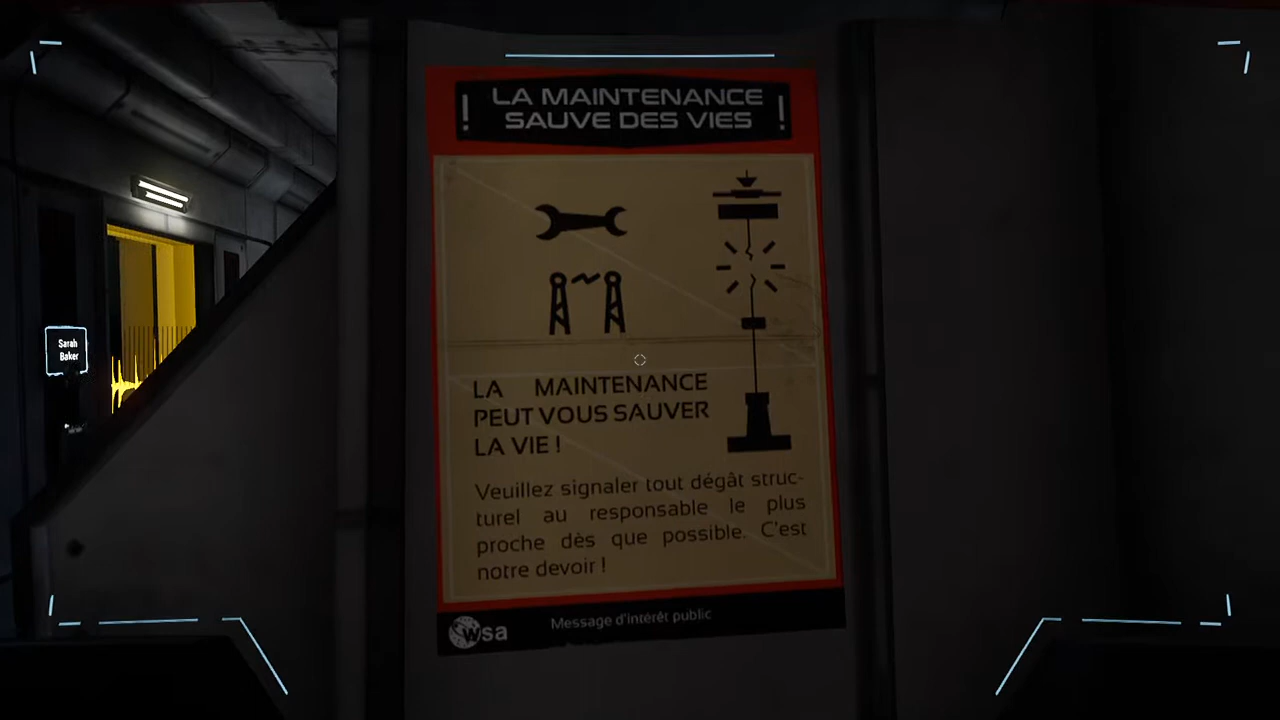 ! LA MAINTENANCE !
SAUVE DES VIES
Sarah
Baker
LA MAINTENANCE
PEUT VOUS SAUVER
LA VIE !
Veuillez signaler tout dégât struc-
turel au responsable le plus
proche dès que possible. C'est
notre devoir !
wsa
Message d'intérêt public